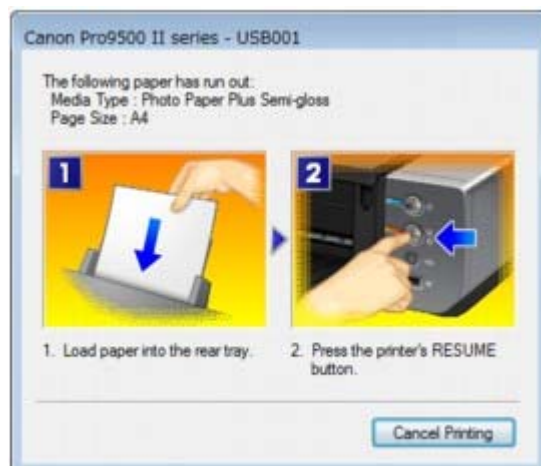 Canon Pro9500 II series - USB001
The following paper has run out:
Media Type : Photo Paper Plus Semi-gloss
Page Size : A4
1
2
1. Load paper into the rear tray.
2. Press the printer's RESUME
button.
Cancel Printing